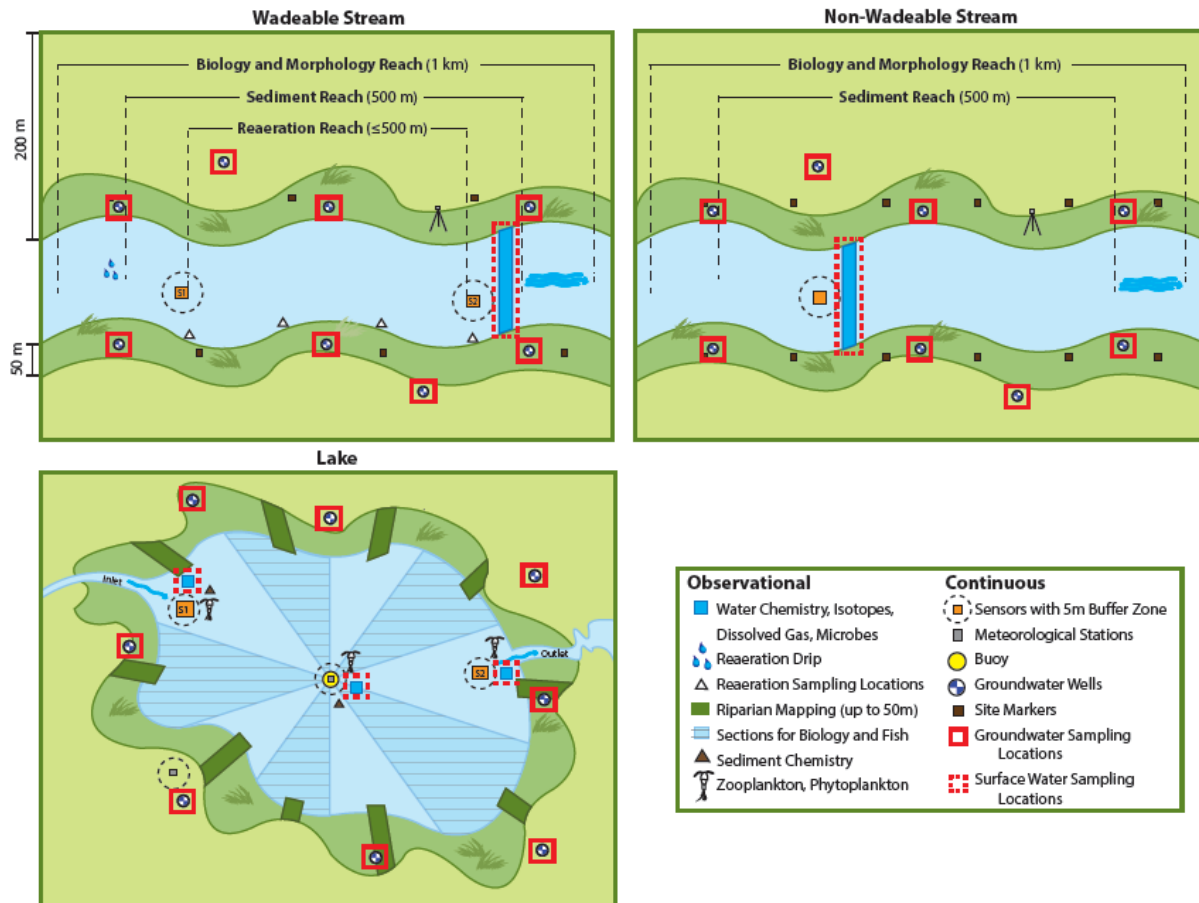 Wadeable Stream
Biology and Morphology Reach (1 km)
Sediment Reach (500 m)
Reaeration Reach (≤500 m)
200 m
50 m
S1
S2
Non-Wadeable Stream
Biology and Morphology Reach (1 km)
Sediment Reach (500 m)
Lake
Inlet
S1
S2
Outlet
Observational
Water Chemistry, Isotopes,
Dissolved Gas, Microbes
Reaeration Drip
Reaeration Sampling Locations
Riparian Mapping (up to 50m)
Sections for Biology and Fish
Sediment Chemistry
Zooplankton, Phytoplankton
Continuous
Sensors with 5m Buffer Zone
Meteorological Stations
Buoy
Groundwater Wells
Site Markers
Groundwater Sampling
Locations
Surface Water Sampling
Locations